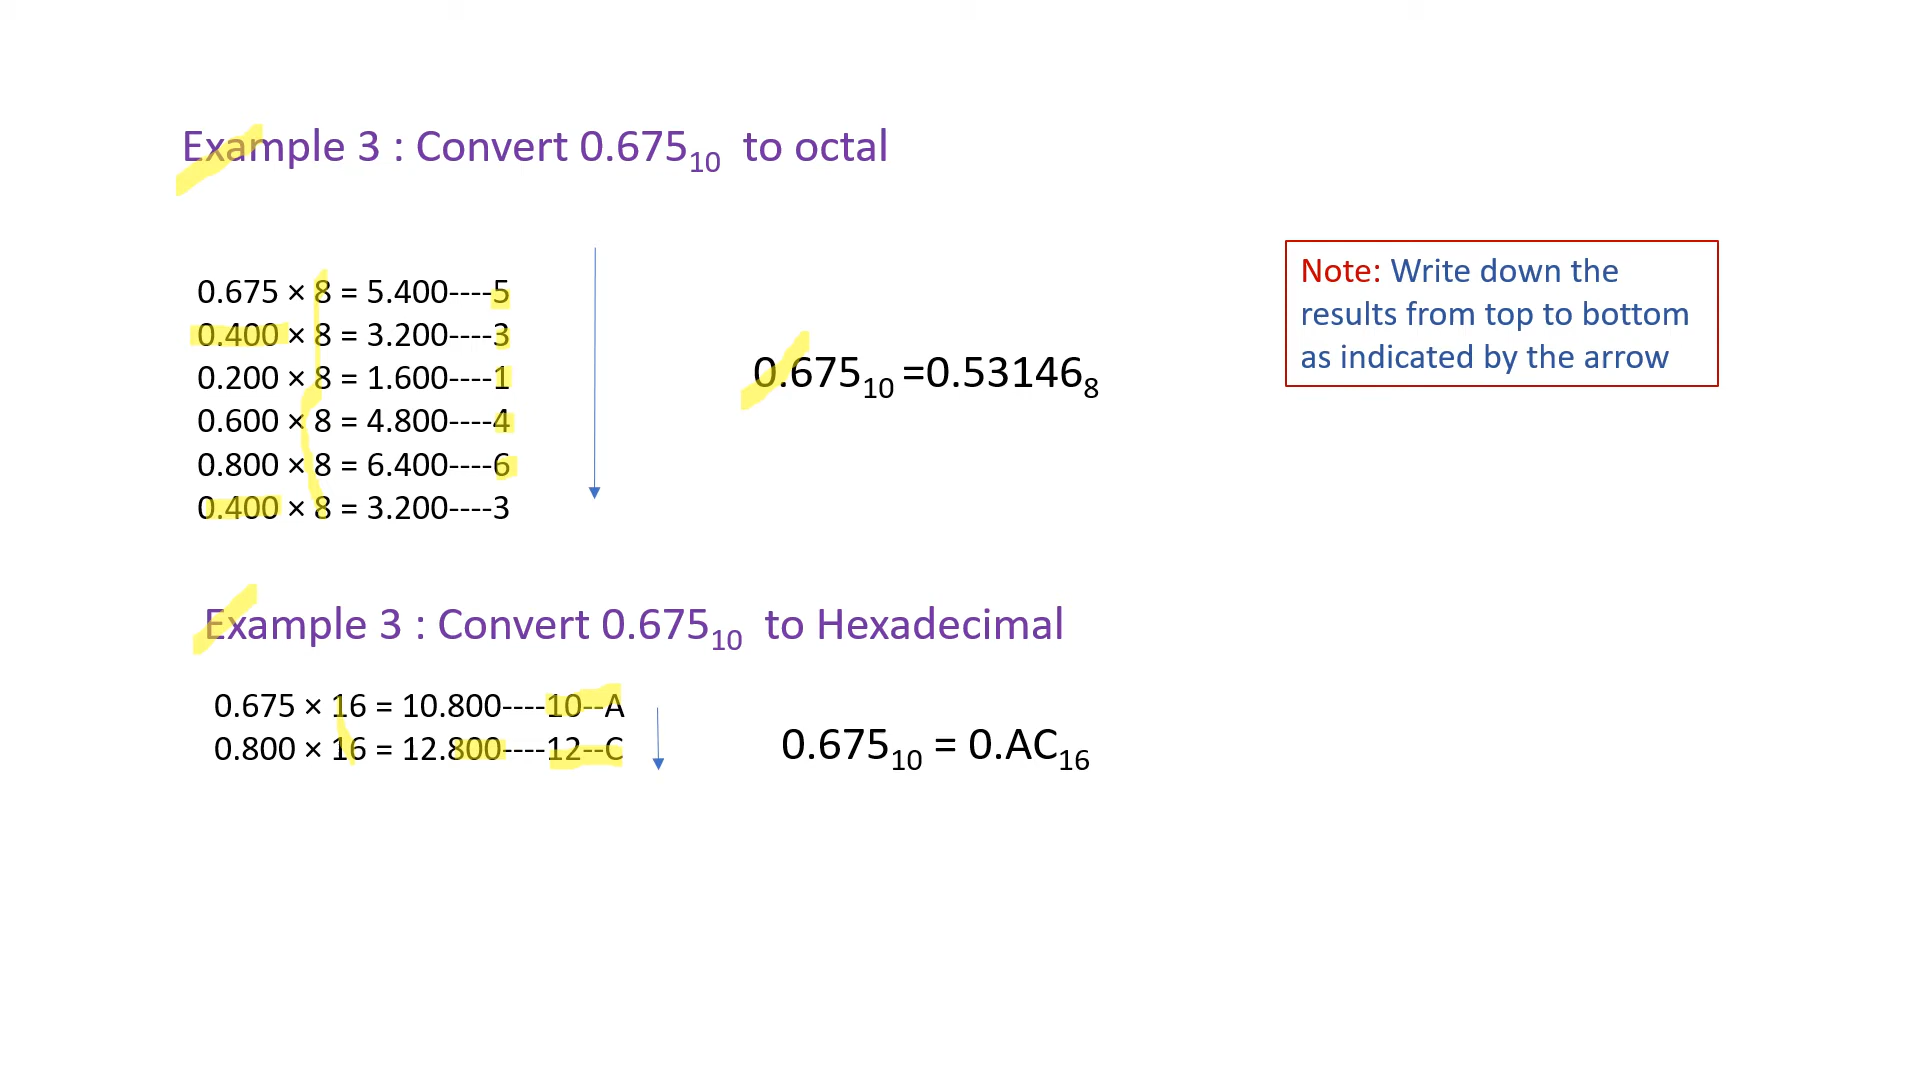 Example 3 : Convert 0.675₁₀ to octal
0.675 × 8 = 5.400----5
0.400 × 8 = 3.200----3
0.200 × 8 = 1.600----1
0.600 × 8 = 4.800----4
0.800 × 8 = 6.400----6
0.400 × 8 = 3.200----3
0.675₁₀ =0.53146₈
Note: Write down the
results from top to bottom
as indicated by the arrow
Example 3 : Convert 0.675₁₀ to Hexadecimal
0.675 × 16 = 10.800----10--A
0.800 × 16 = 12.800----12--C
0.675₁₀ = 0.AC₁₆